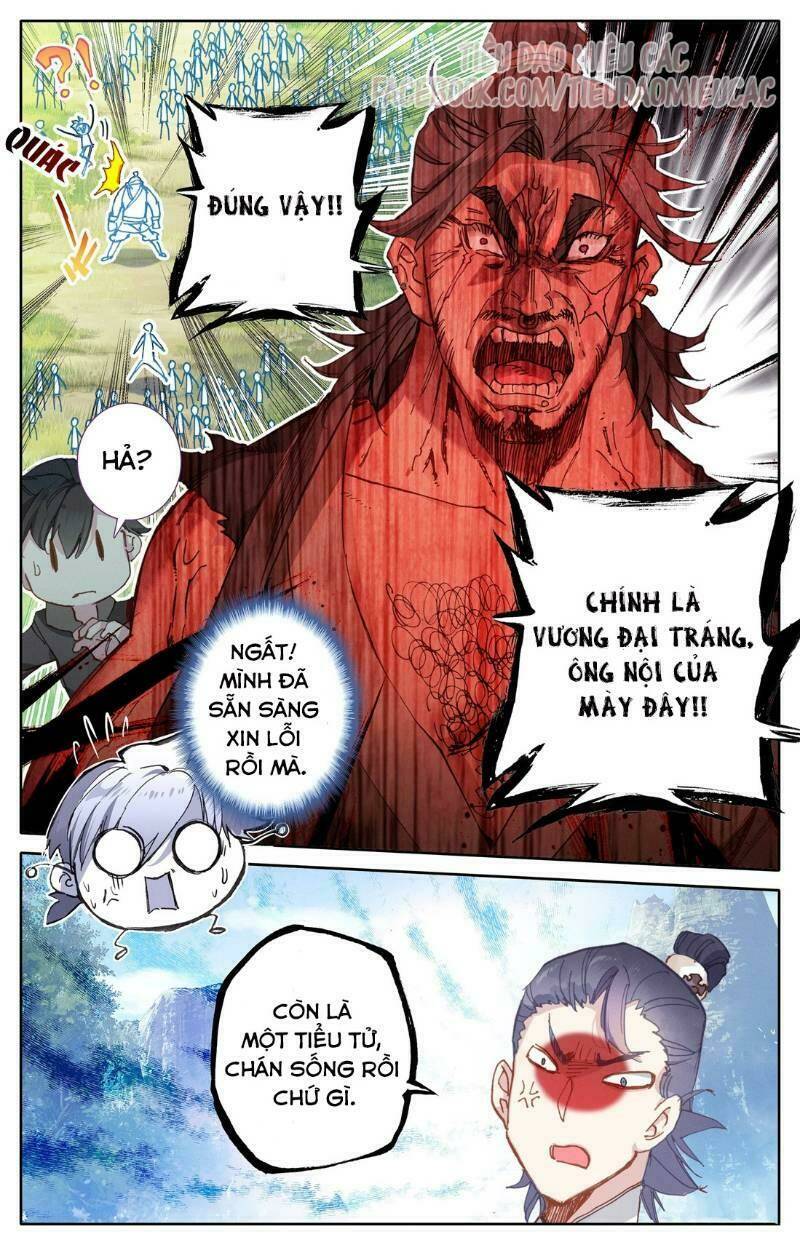 TIÊU DAO MIÊU CÁC
FACEBOOK.COM/TIEUDAOMIEUCAC
?!
QUÁC
ĐÚNG VẬY!!
HẢ?
CHÍNH LÀ
VƯƠNG ĐẠI TRÁNG,
ÔNG NỘI CỦA
MÀY ĐÂY!!
NGẤT!
MÌNH ĐÃ
SẴN SÀNG
XIN LỖI
RỒI MÀ.
CÒN LÀ
MỘT TIỂU TỬ,
CHÁN SỐNG RỒI
CHỨ GÌ.